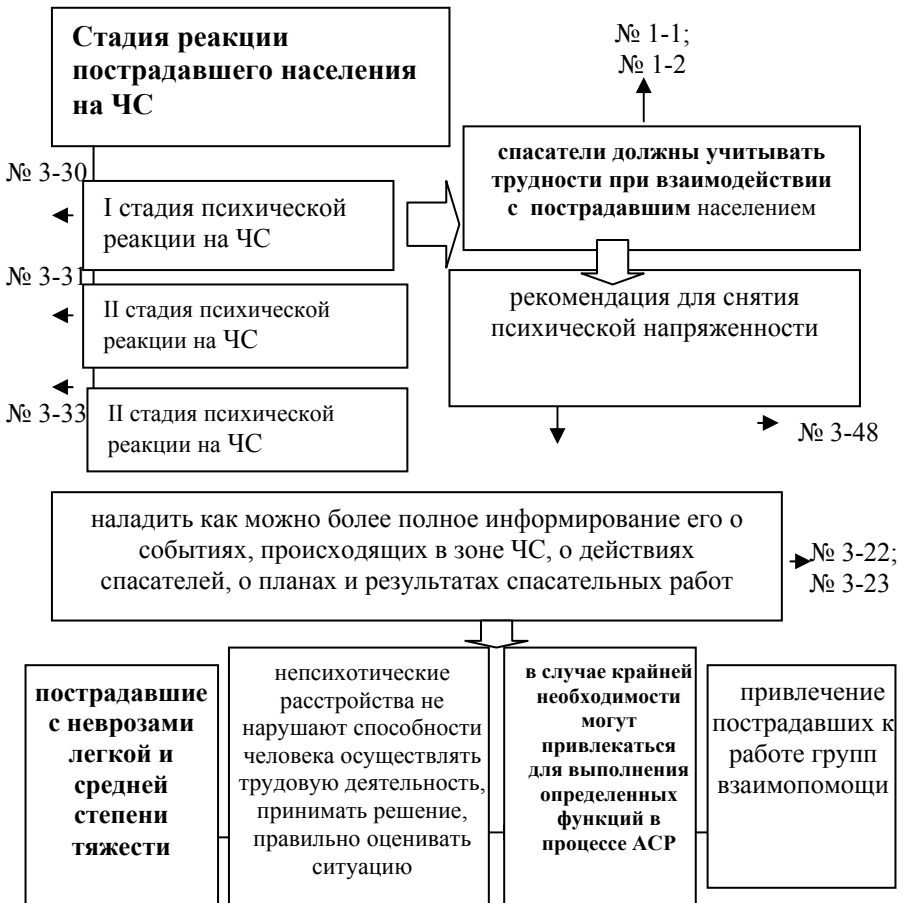 Стадия реакции
пострадавшего населения
на ЧС
№ 1-1;
№ 1-2
спасатели должны учитывать
трудности при взаимодействии
с пострадавшим населением
№ 3-30
I стадия психической
реакции на ЧС
№ 3-31
II стадия психической
реакции на ЧС
№ 3-33
II стадия психической
реакции на ЧС
рекомендация для снятия
психической напряженности
№ 3-48
наладить как можно более полное информирование его о
событиях, происходящих в зоне ЧС, о действиях
спасателей, о планах и результатах спасательных работ
№ 3-22;
№ 3-23
пострадавшие
с неврозами
легкой и
средней
степени
тяжести
непсихотические
расстройства не
нарушают способности
человека осуществлять
трудовую деятельность,
принимать решение,
правильно оценивать
ситуацию
в случае крайней
необходимости
могут
привлекаться
для выполнения
определенных
функций в
процессе АСР
привлечение
пострадавших к
работе групп
взаимопомощи